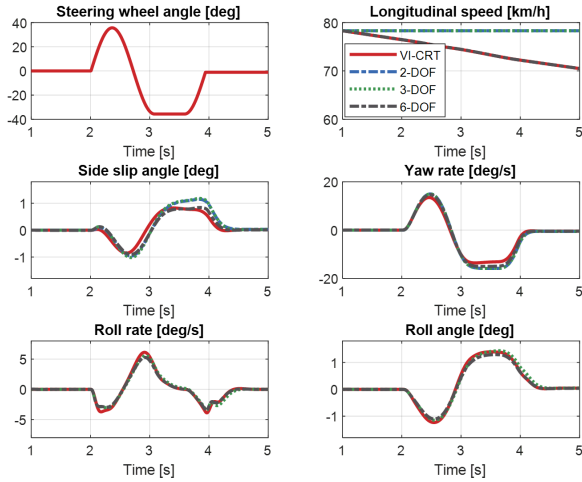 Steering wheel angle [deg]
40
20
0
-20
-40
1 2 3 4 5
Time [s]
Longitudinal speed [km/h]
80
70
60
VI-CRT
2-DOF
3-DOF
6-DOF
1 2 3 4 5
Time [s]
Side slip angle [deg]
1
0
-1
1 2 3 4 5
Time [s]
Yaw rate [deg/s]
20
0
-20
1 2 3 4 5
Time [s]
Roll rate [deg/s]
5
0
-5
1 2 3 4 5
Time [s]
Roll angle [deg]
1
0
-1
1 2 3 4 5
Time [s]